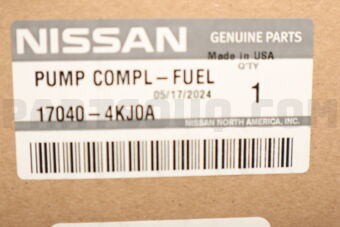 NISSAN GENUINE PARTS
Made in USA
PUMP COMPL-FUEL Q'TY
05/17/2024 1
17040-4KJ0A
NISSAN NORTH AMERICA, INC.